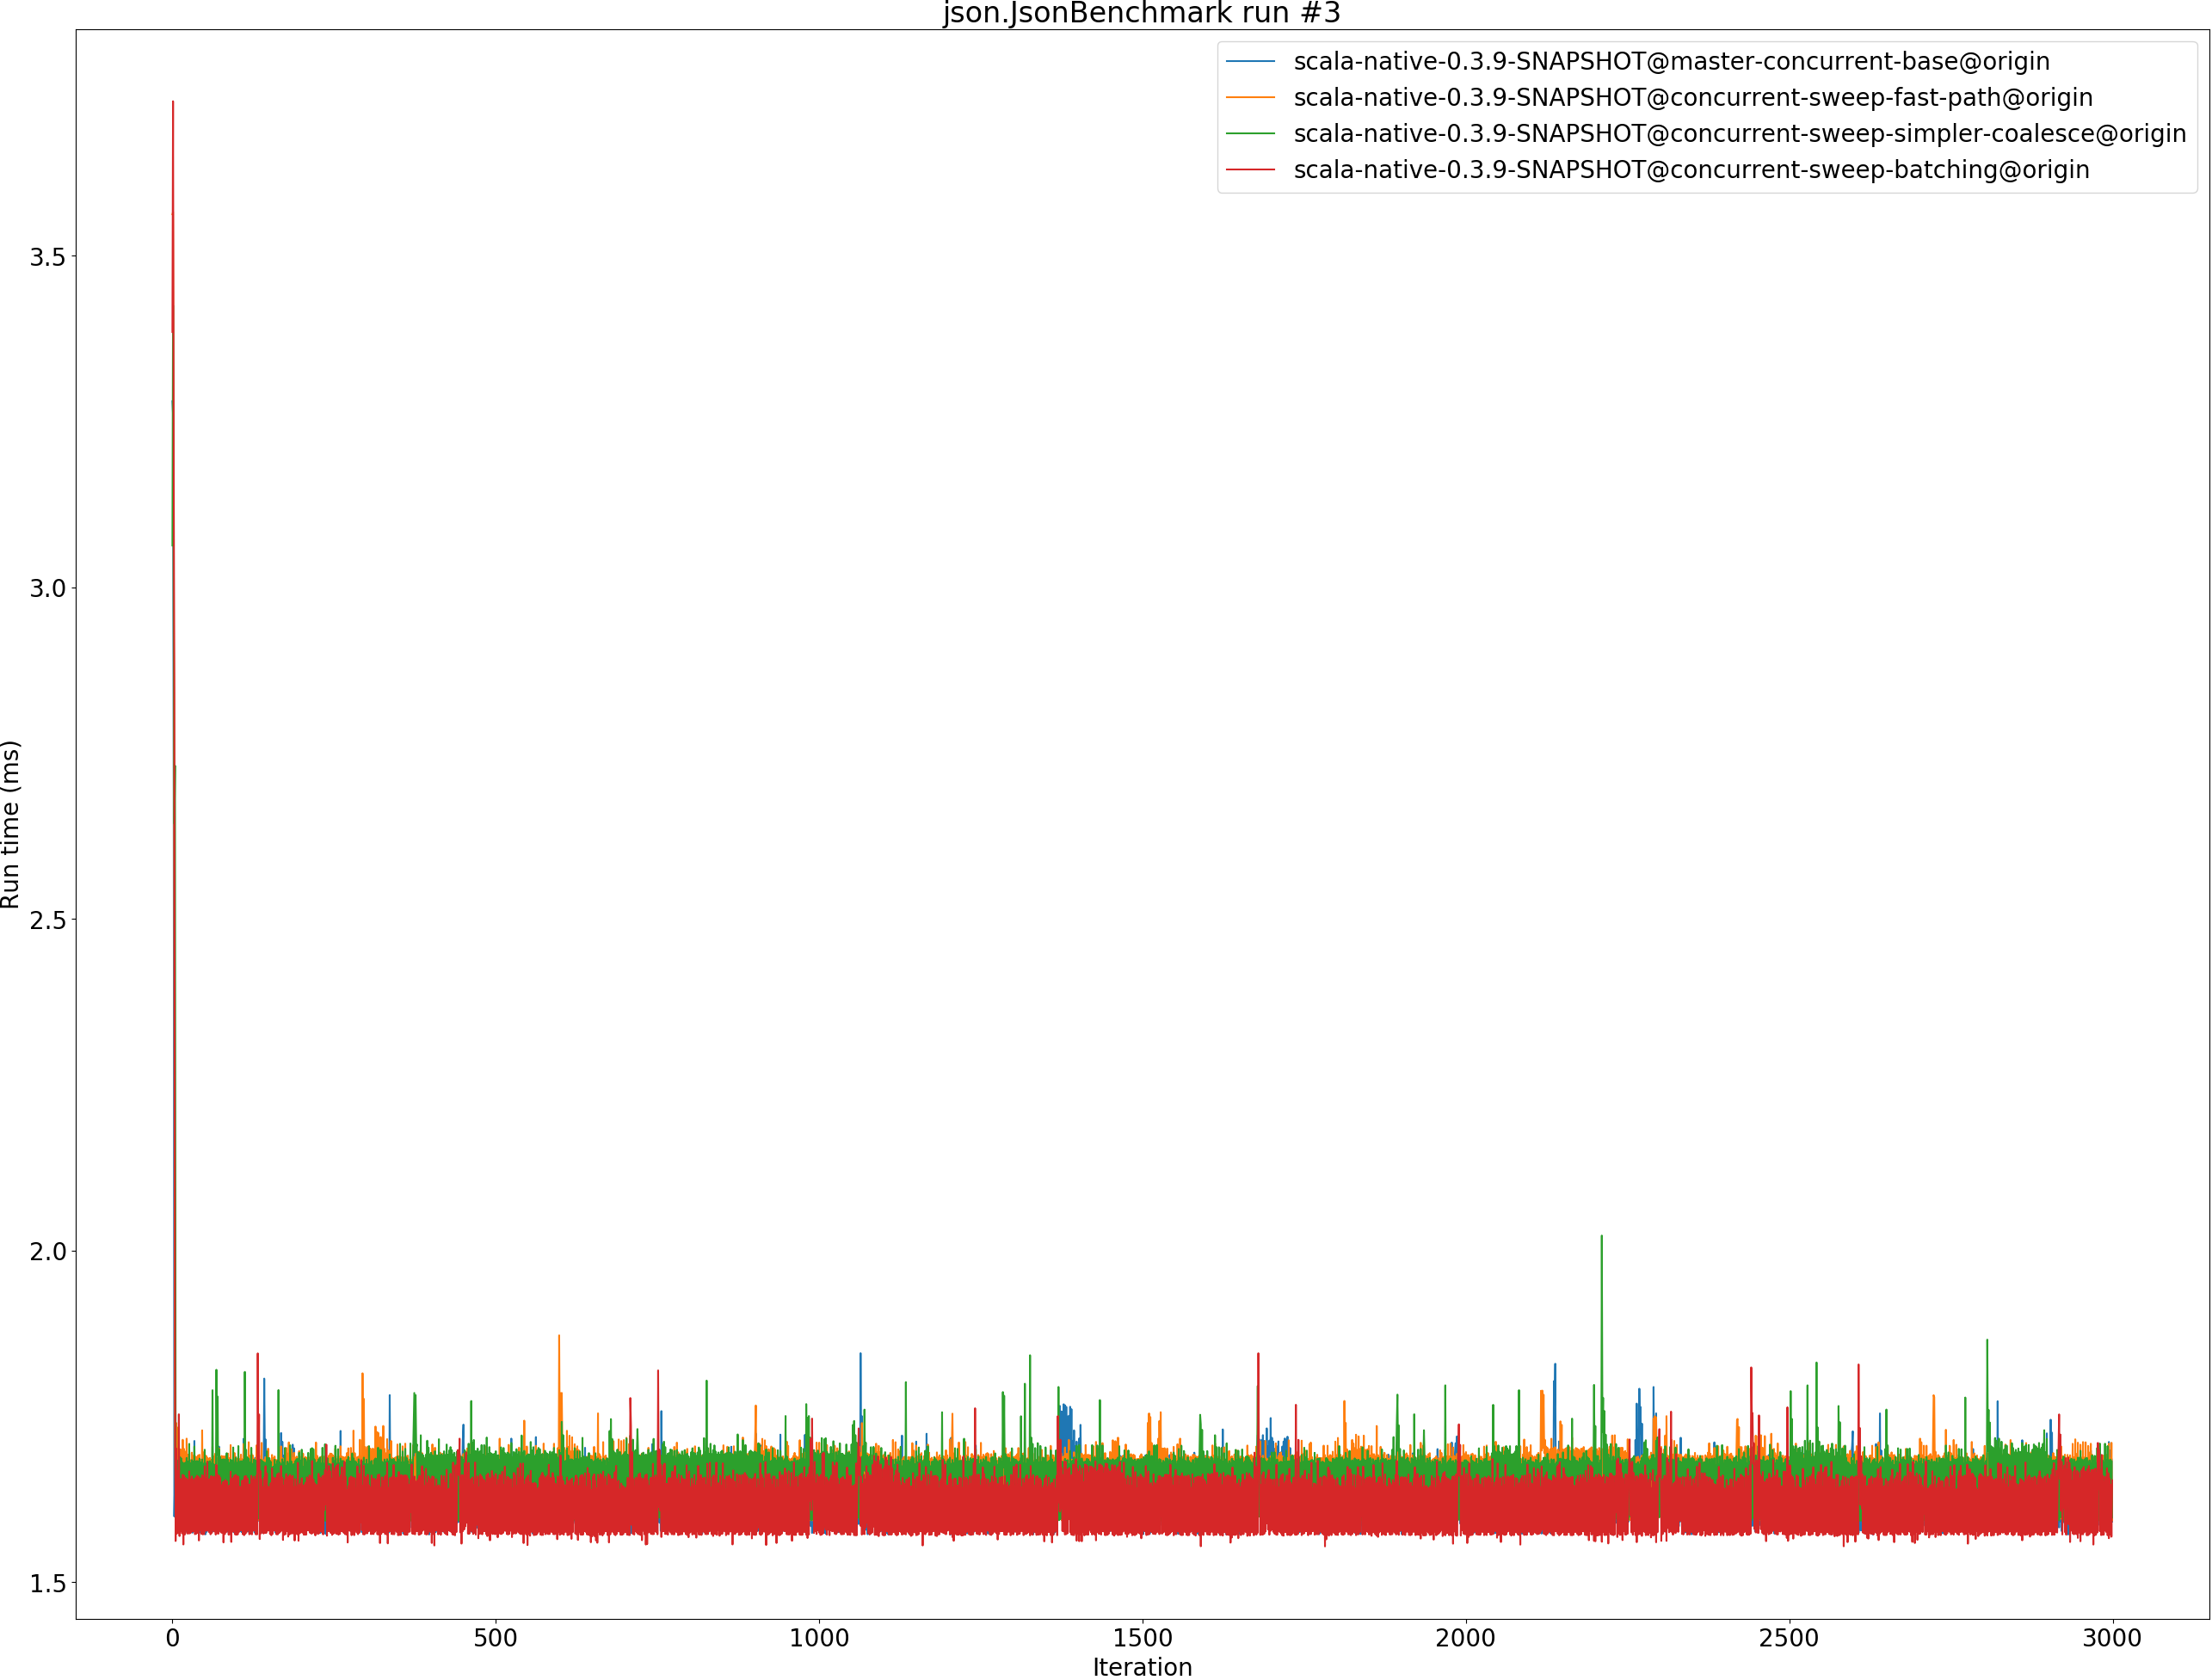 json.JsonBenchmark run #3
scala-native-0.3.9-SNAPSHOT@master-concurrent-base@origin
scala-native-0.3.9-SNAPSHOT@concurrent-sweep-fast-path@origin
scala-native-0.3.9-SNAPSHOT@concurrent-sweep-simpler-coalesce@origin
scala-native-0.3.9-SNAPSHOT@concurrent-sweep-batching@origin
Run time (ms)
3.5
3.0
2.5
2.0
1.5
0 500 1000 1500 2000 2500 3000
Iteration